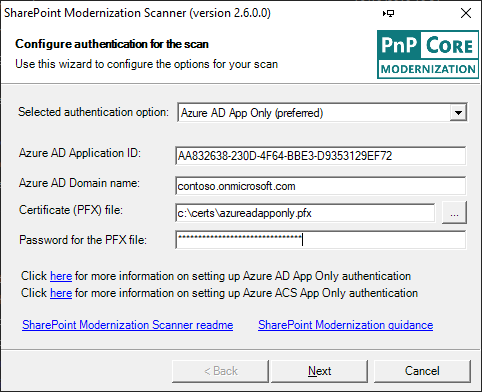 SharePoint Modernization Scanner (version 2.6.0.0)
Configure authentication for the scan
Use this wizard to configure the options for your scan
PnP Core
MODERNIZATION
Selected authentication option: Azure AD App Only (preferred)
Azure AD Application ID: AA832638-230D-4F64-BBE3-D9353129EF72
Azure AD Domain name: contoso.onmicrosoft.com
Certificate (PFX) file: c:\certs\azureadapponly.pfx ...
Password for the PFX file: *******************************
Click here for more information on setting up Azure AD App Only authentication
Click here for more information on setting up Azure ACS App Only authentication
SharePoint Modernization Scanner readme SharePoint Modernization guidance
< Back Next Cancel